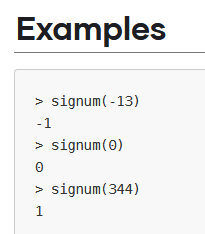 Examples
> signum(-13)
-1
> signum(0)
0
> signum(344)
1